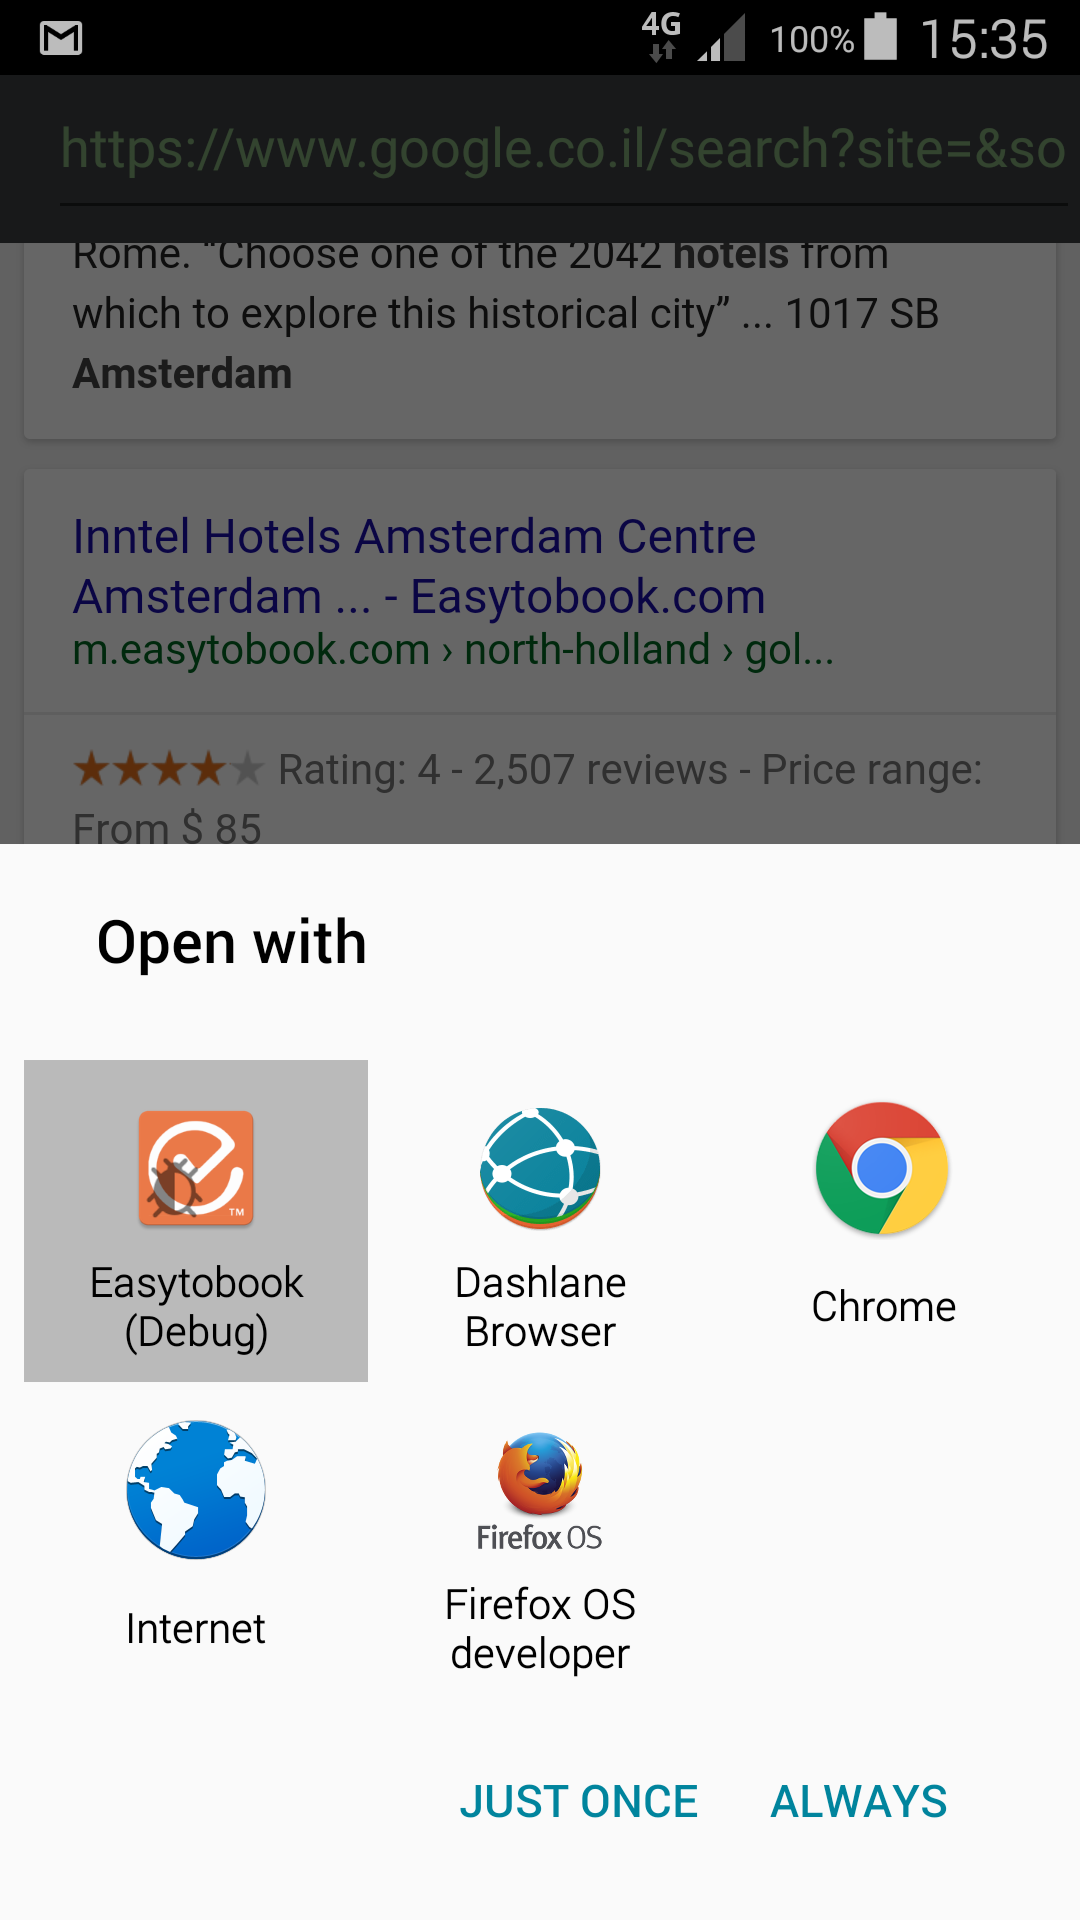 4G 100% 15:35
https://www.google.co.il/search?site=&so
Rome. “Choose one of the 2042 hotels from
which to explore this historical city” ... 1017 SB
Amsterdam
Inntel Hotels Amsterdam Centre
Amsterdam ... - Easytobook.com
m.easytobook.com › north-holland › gol...
Rating: 4 - 2,507 reviews - Price range:
From $ 85
Open with
TM
Easytobook
(Debug)
Dashlane
Browser
Chrome
Internet
Firefox OS
Firefox OS
developer
JUST ONCE ALWAYS